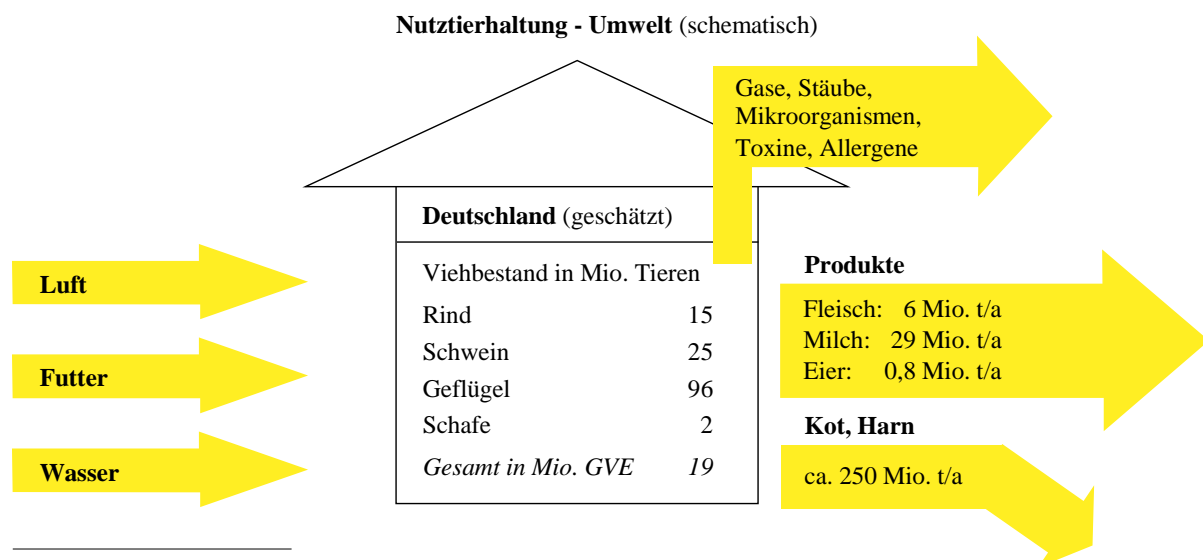 Nutztierhaltung - Umwelt (schematisch)
Gase, Stäube,
Mikroorganismen,
Toxine, Allergene
Deutschland (geschätzt)
Viehbestand in Mio. Tieren
Rind 15
Schwein 25
Geflügel 96
Schafe 2
Gesamt in Mio. GVE 19
Luft
Futter
Wasser
Produkte
Fleisch: 6 Mio. t/a
Milch: 29 Mio. t/a
Eier: 0,8 Mio. t/a
Kot, Harn
ca. 250 Mio. t/a